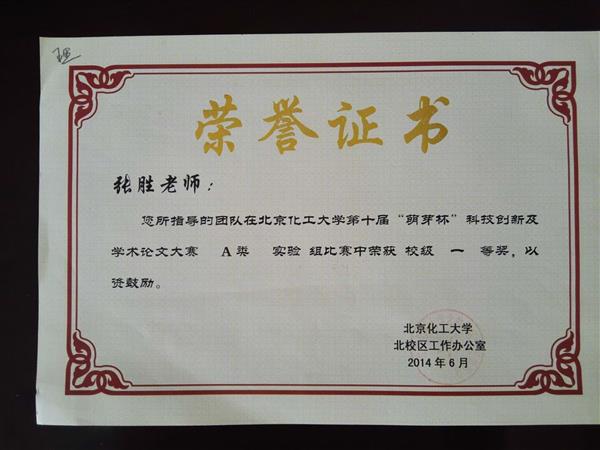 荣誉证书
张胜老师：
您所指导的团队在北京化工大学第十届“萌芽杯”科技创新及
学术论文大赛 A类 实验 组比赛中荣获 校级 一 等奖，以
资鼓励。
北京化工大学
北校区工作办公室
2014年6月